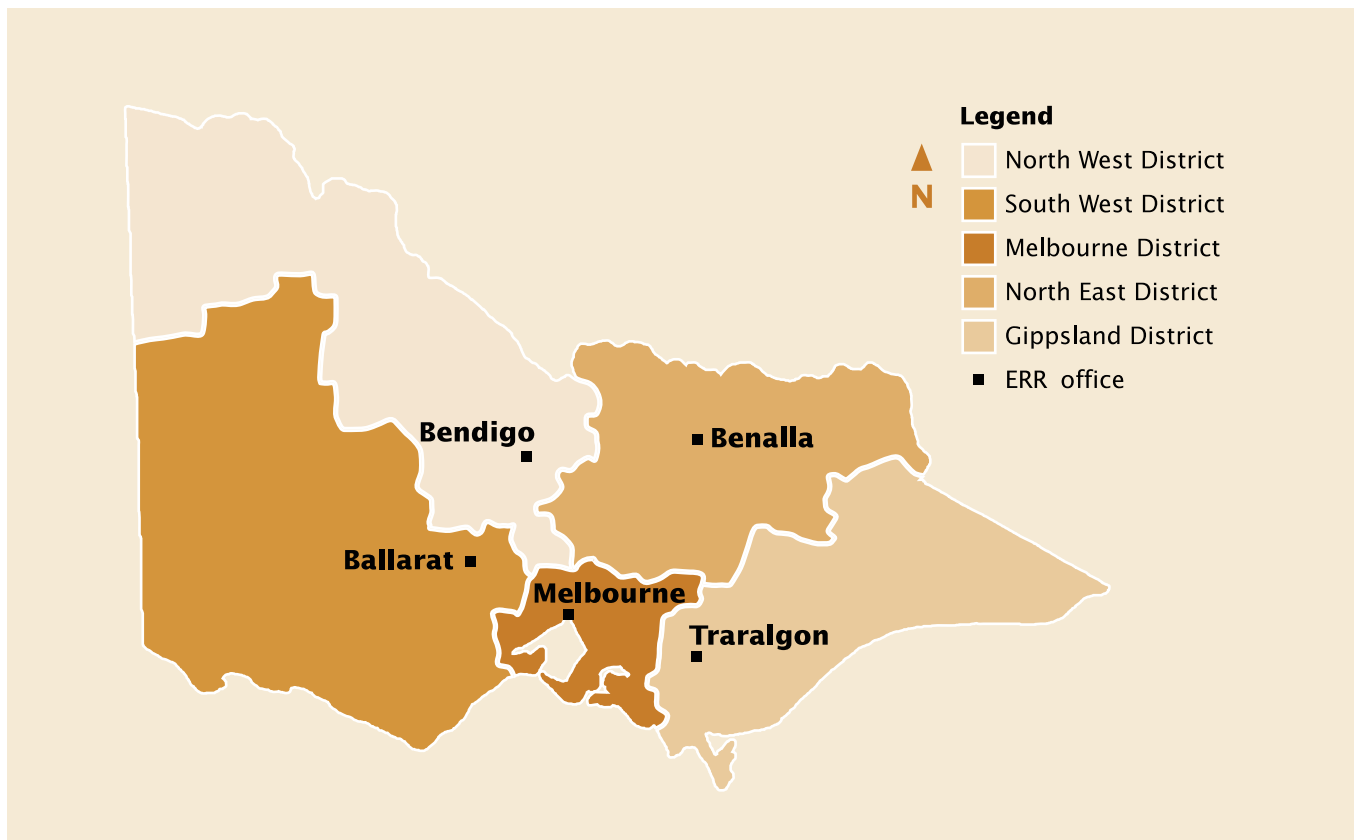 Legend
North West District
N
South West District
Melbourne District
North East District
Gippsland District
ERR office
Bendigo
Benalla
Ballarat
Melbourne
Traralgon